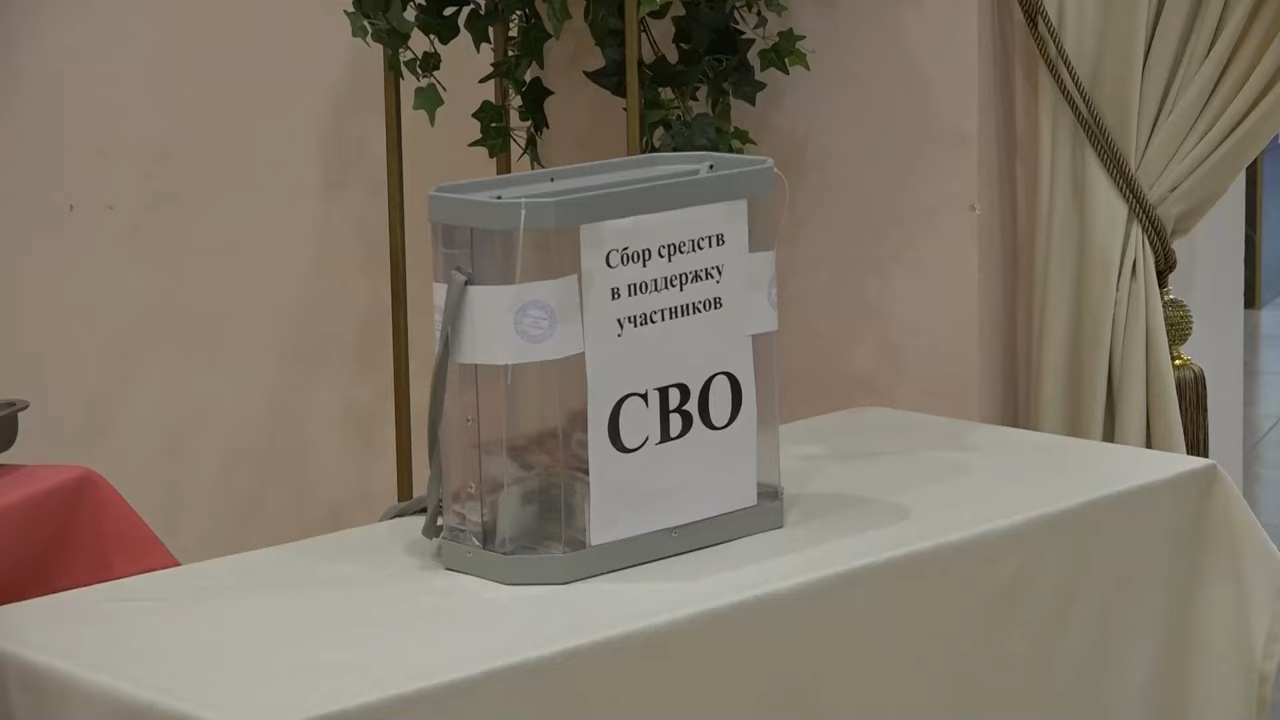 Сбор средств
в поддержку
участников
СВО